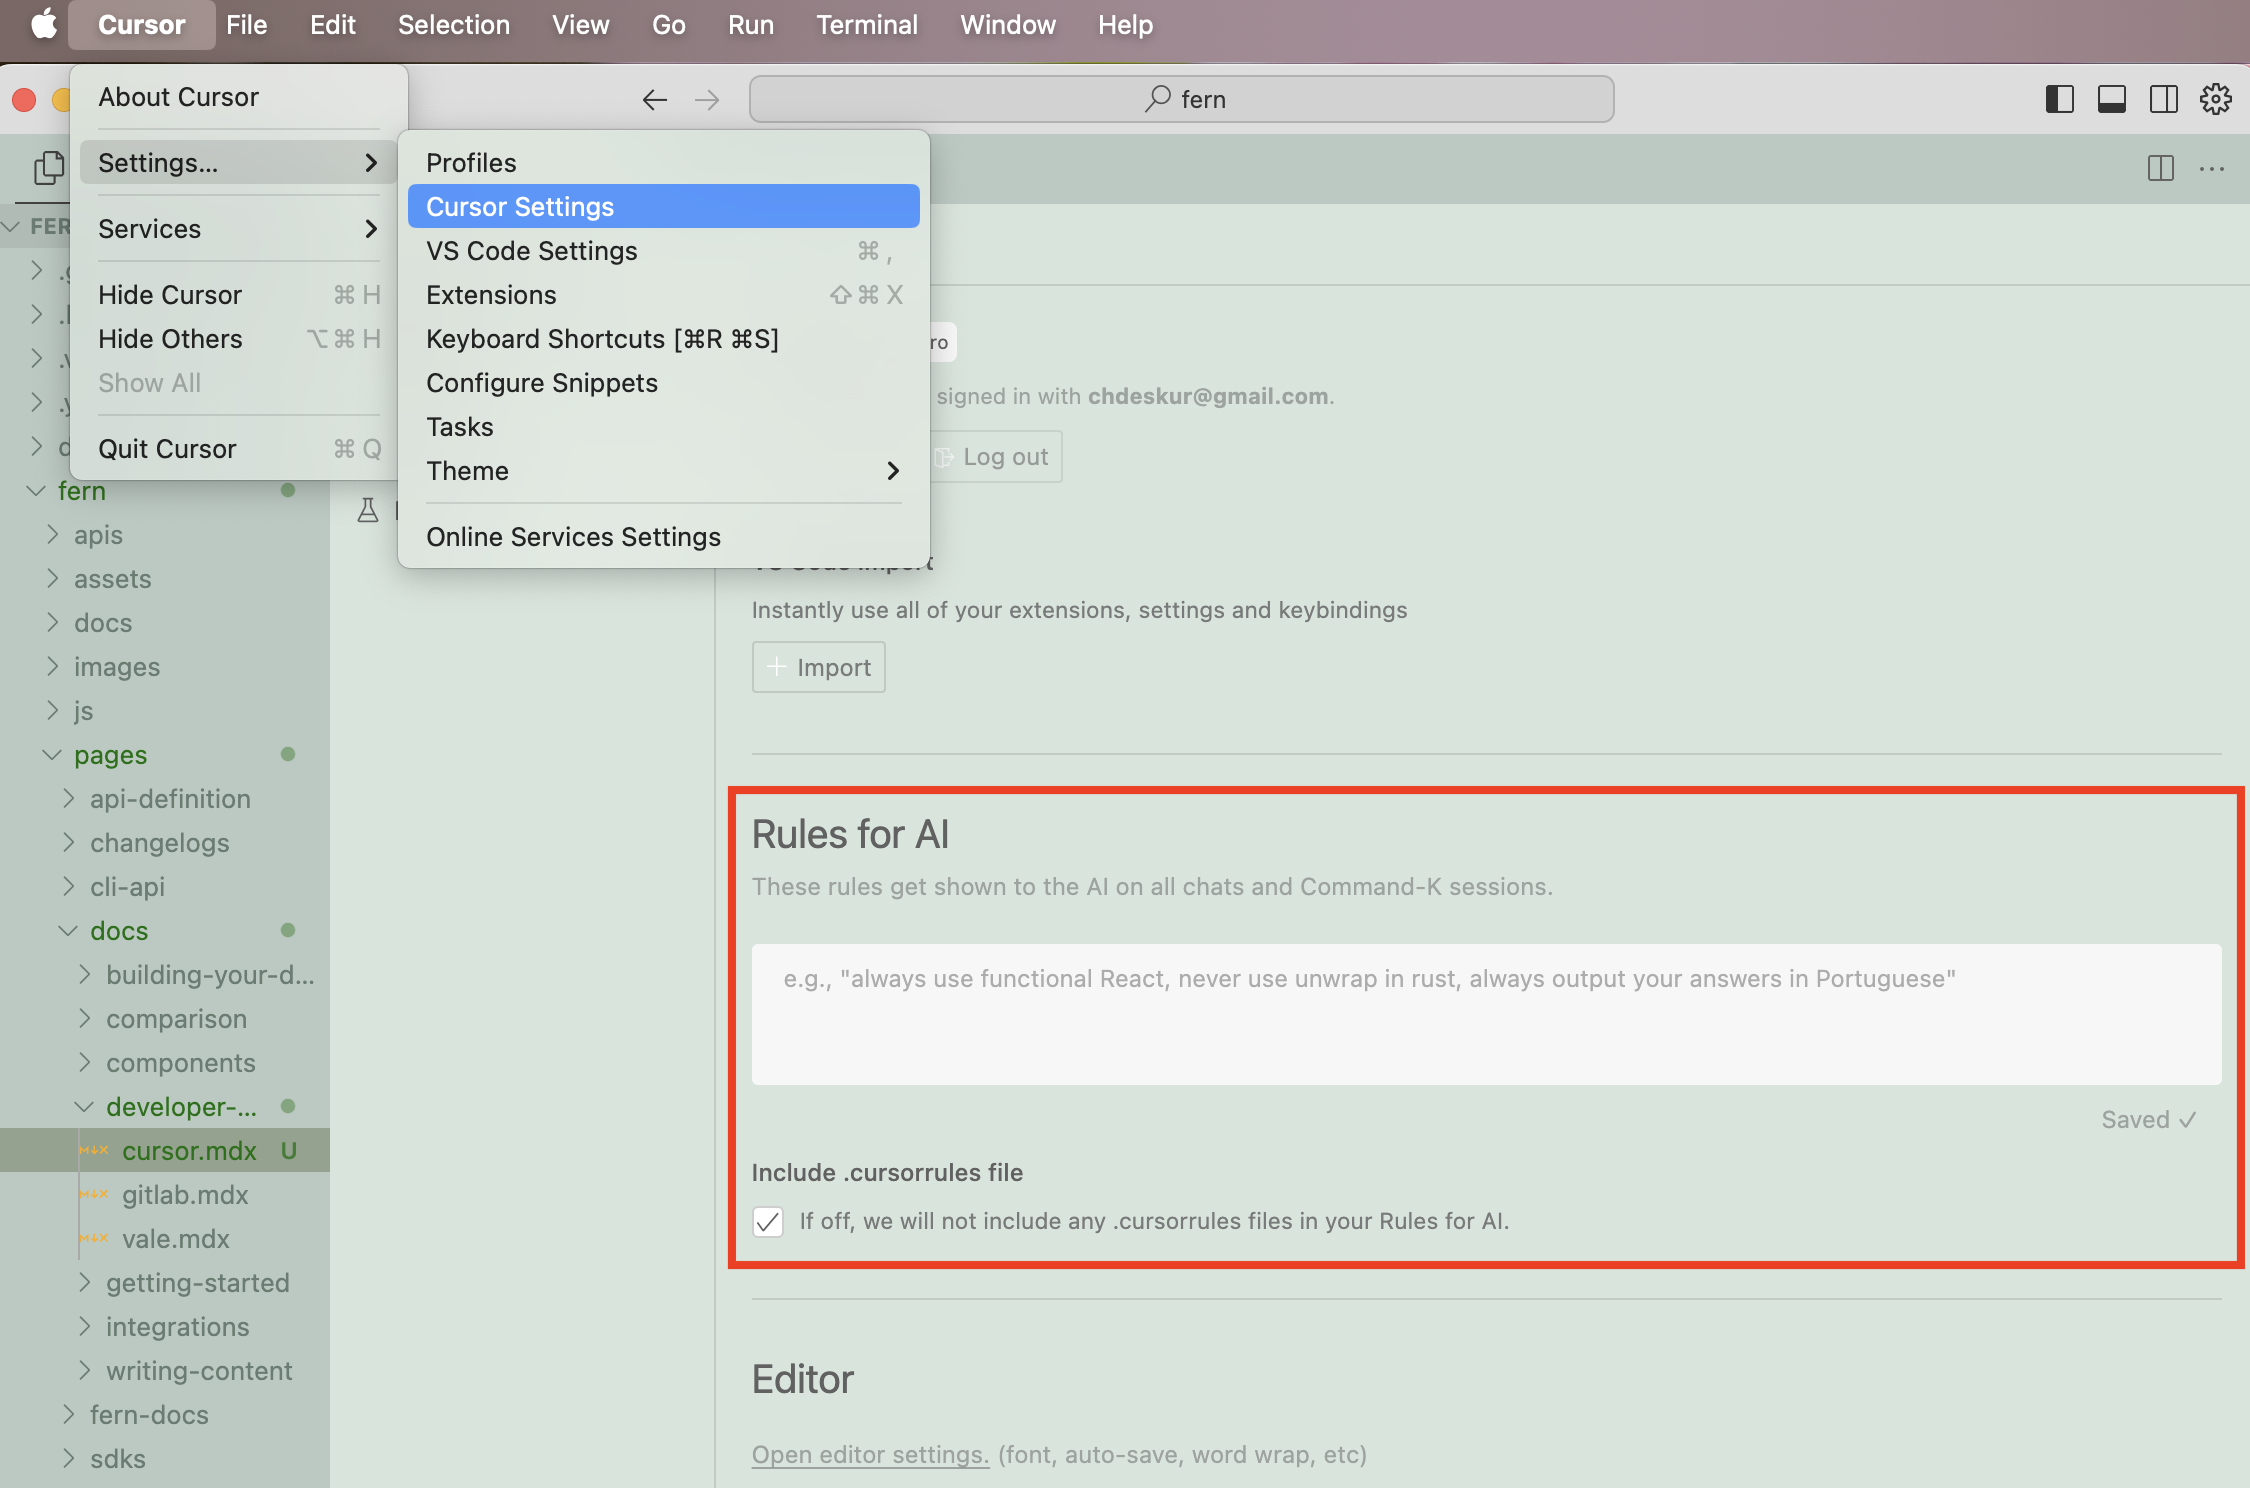 Cursor File Edit Selection View Go Run Terminal Window Help
fern
About Cursor
Settings...
Services
Hide Cursor ⌘ H
Hide Others ⌥ ⌘ H
Show All
Quit Cursor ⌘ Q
Profiles
Cursor Settings
VS Code Settings ⌘ ,
Extensions ⇧ ⌘ X
Keyboard Shortcuts [⌘R ⌘S]
Configure Snippets
Tasks
Theme
Online Services Settings
FER
fern
apis
assets
docs
images
js
pages
api-definition
changelogs
cli-api
docs
building-your-d...
comparison
components
developer-...
cursor.mdx U
gitlab.mdx
vale.mdx
getting-started
integrations
writing-content
fern-docs
sdks
ro
signed in with chdeskur@gmail.com.
Log out
VS Code Import
Instantly use all of your extensions, settings and keybindings
Import
Rules for AI
These rules get shown to the AI on all chats and Command-K sessions.
e.g., "always use functional React, never use unwrap in rust, always output your answers in Portuguese"
Saved ✓
Include .cursorrules file
If off, we will not include any .cursorrules files in your Rules for AI.
Editor
Open editor settings. (font, auto-save, word wrap, etc)